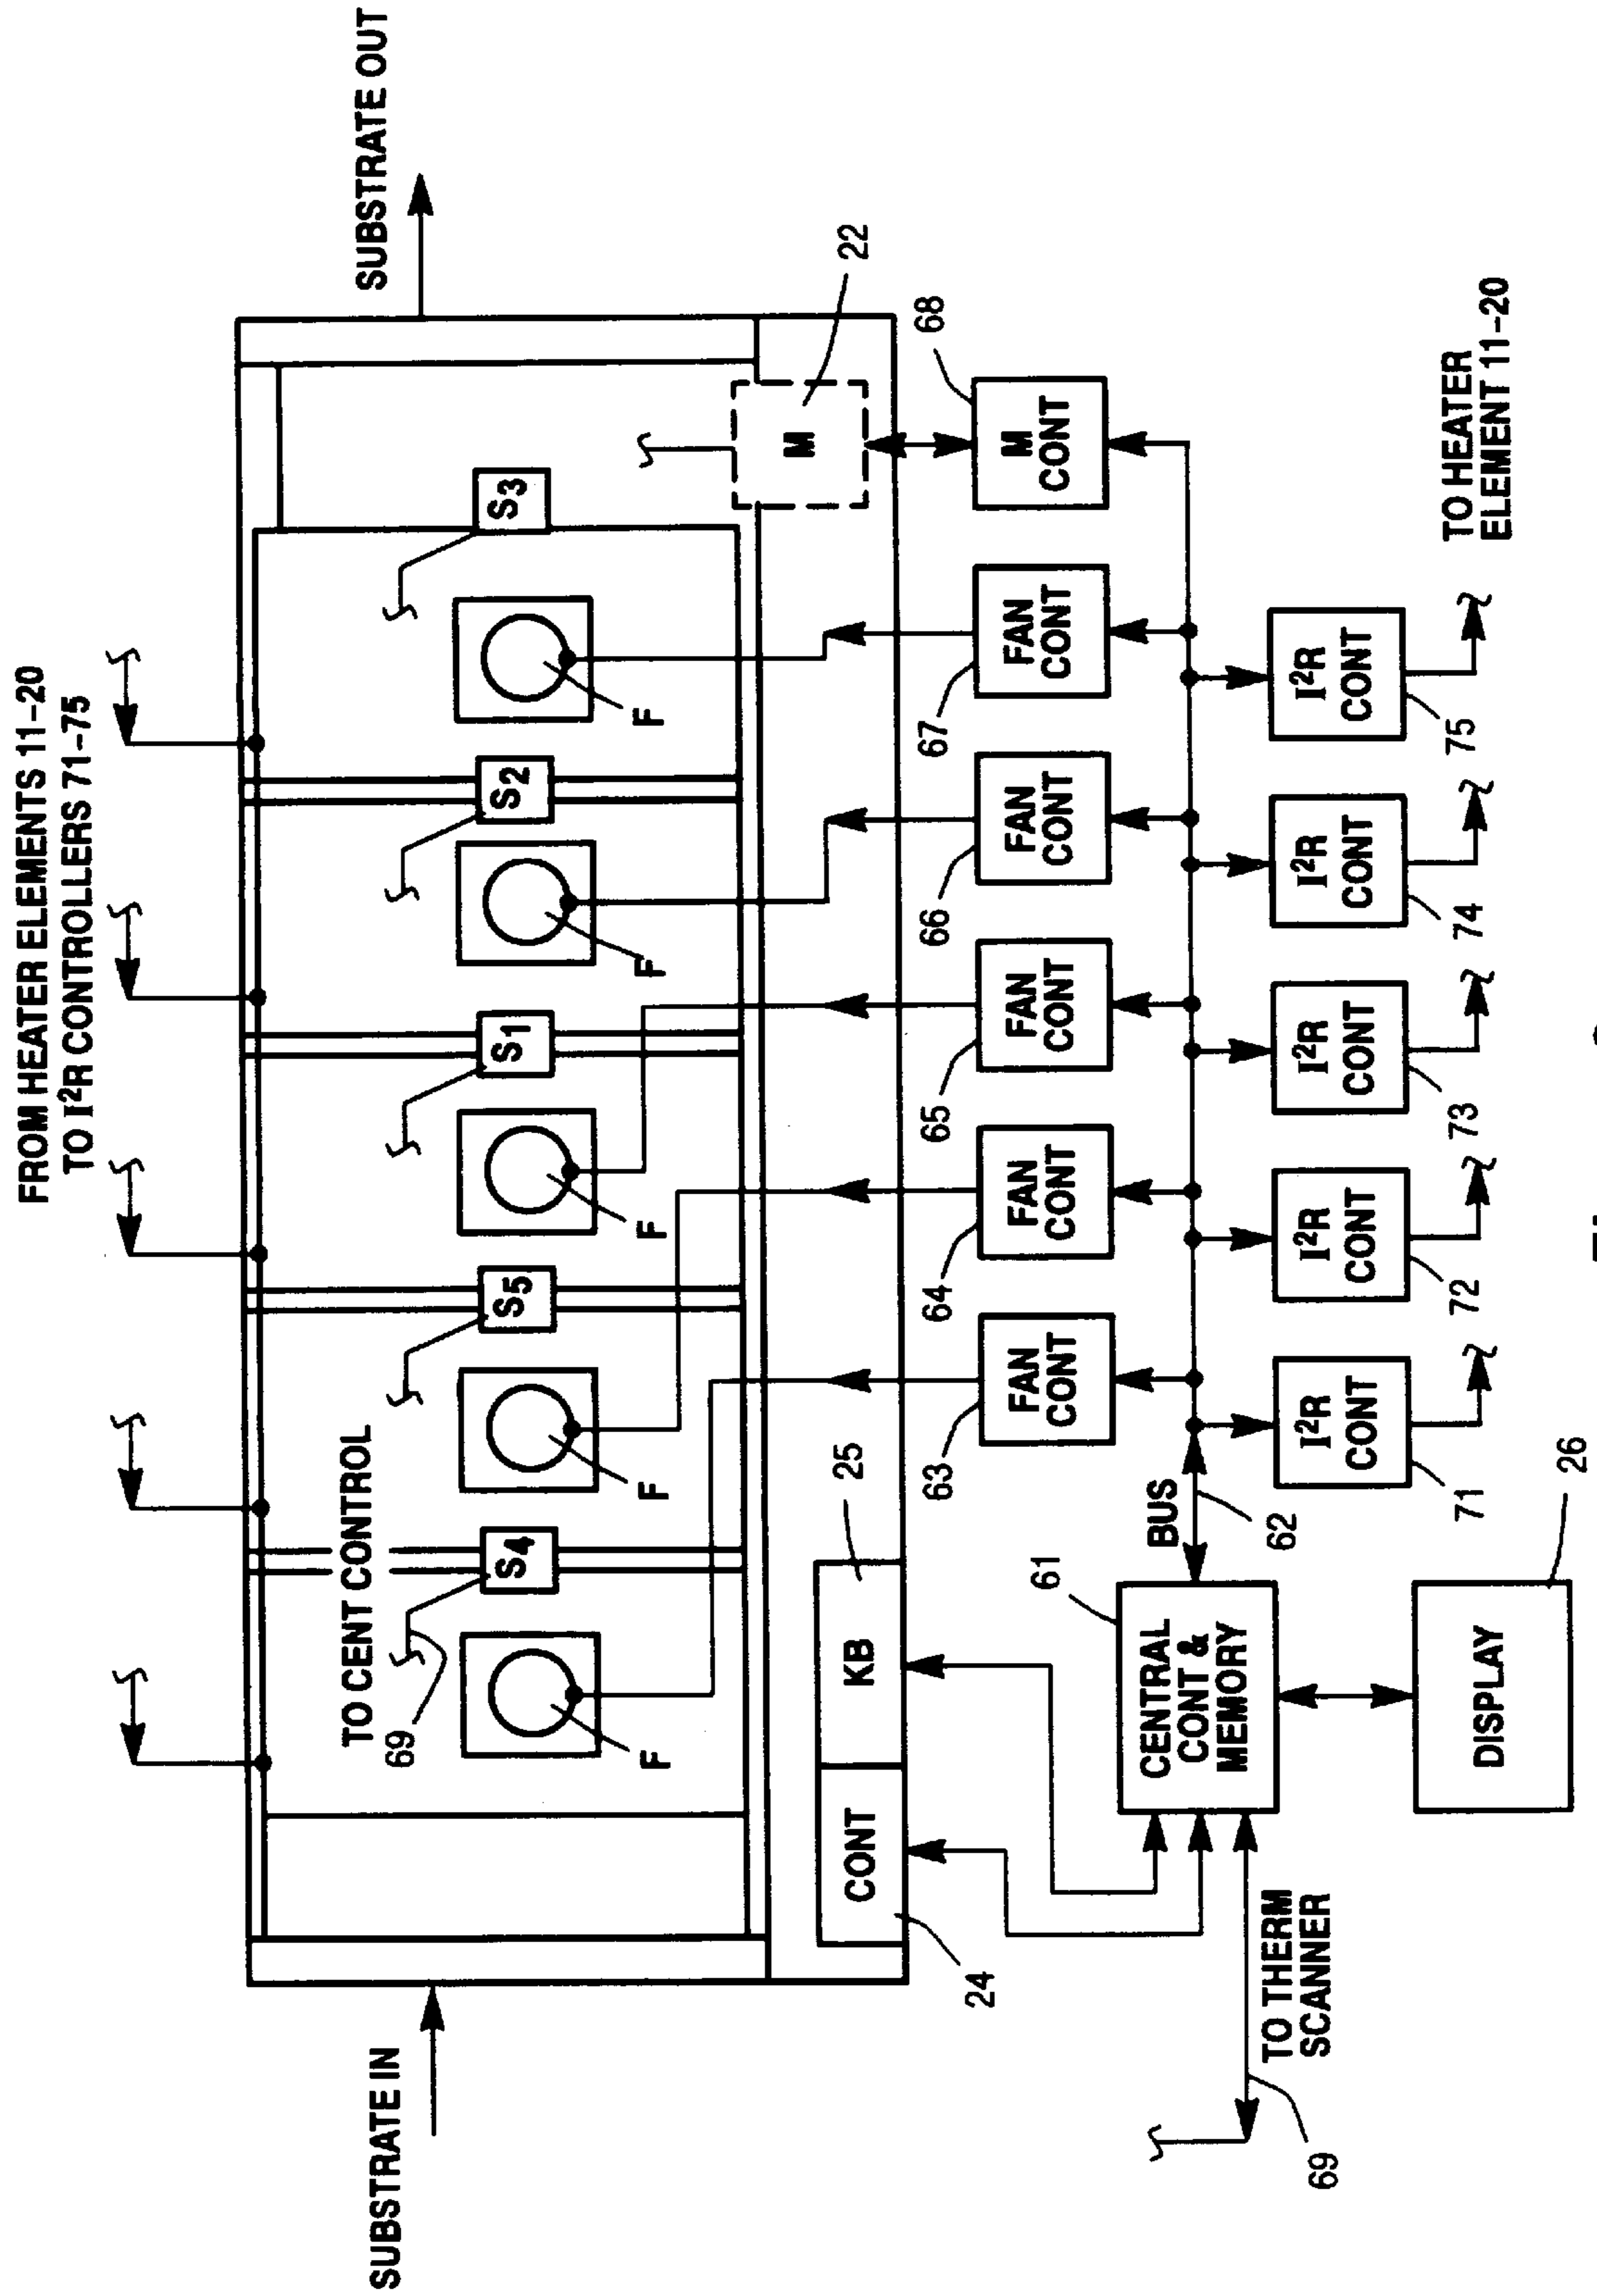 FROM HEATER ELEMENTS 11-20
TO I²R CONTROLLERS 71-75
SUBSTRATE IN
SUBSTRATE OUT
TO CENT CONTROL
69
S4
S5
S1
S2
S3
F
F
F
F
F
M
22
CONT
24
KB
25
63
FAN
CONT
64
FAN
CONT
65
FAN
CONT
66
FAN
CONT
67
FAN
CONT
68
M
CONT
61
CENTRAL
CONT &
MEMORY
BUS
62
I²R
CONT
71
I²R
CONT
72
I²R
CONT
73
I²R
CONT
74
I²R
CONT
75
TO HEATER
ELEMENT 11-20
TO THERM
SCANNER
69
DISPLAY
26